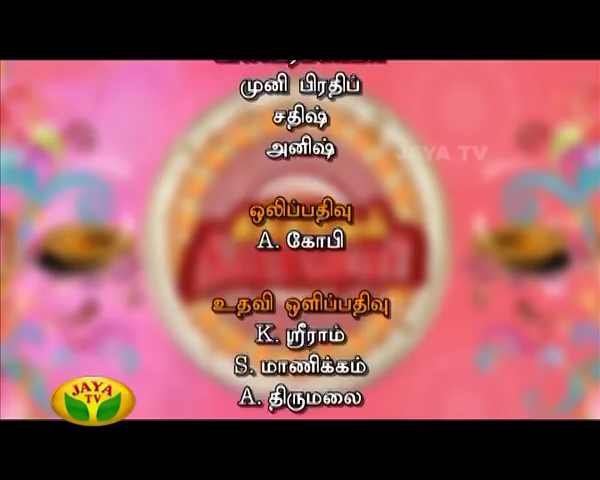 முனி பிரதிப்
சதிஷ்
அனிஷ்
JAYA TV
ஒலிப்பதிவு
A. கோபி
உதவி ஒளிப்பதிவு
K. ஸ்ரீராம்
S. மாணிக்கம்
A. திருமலை
JAYA
TV